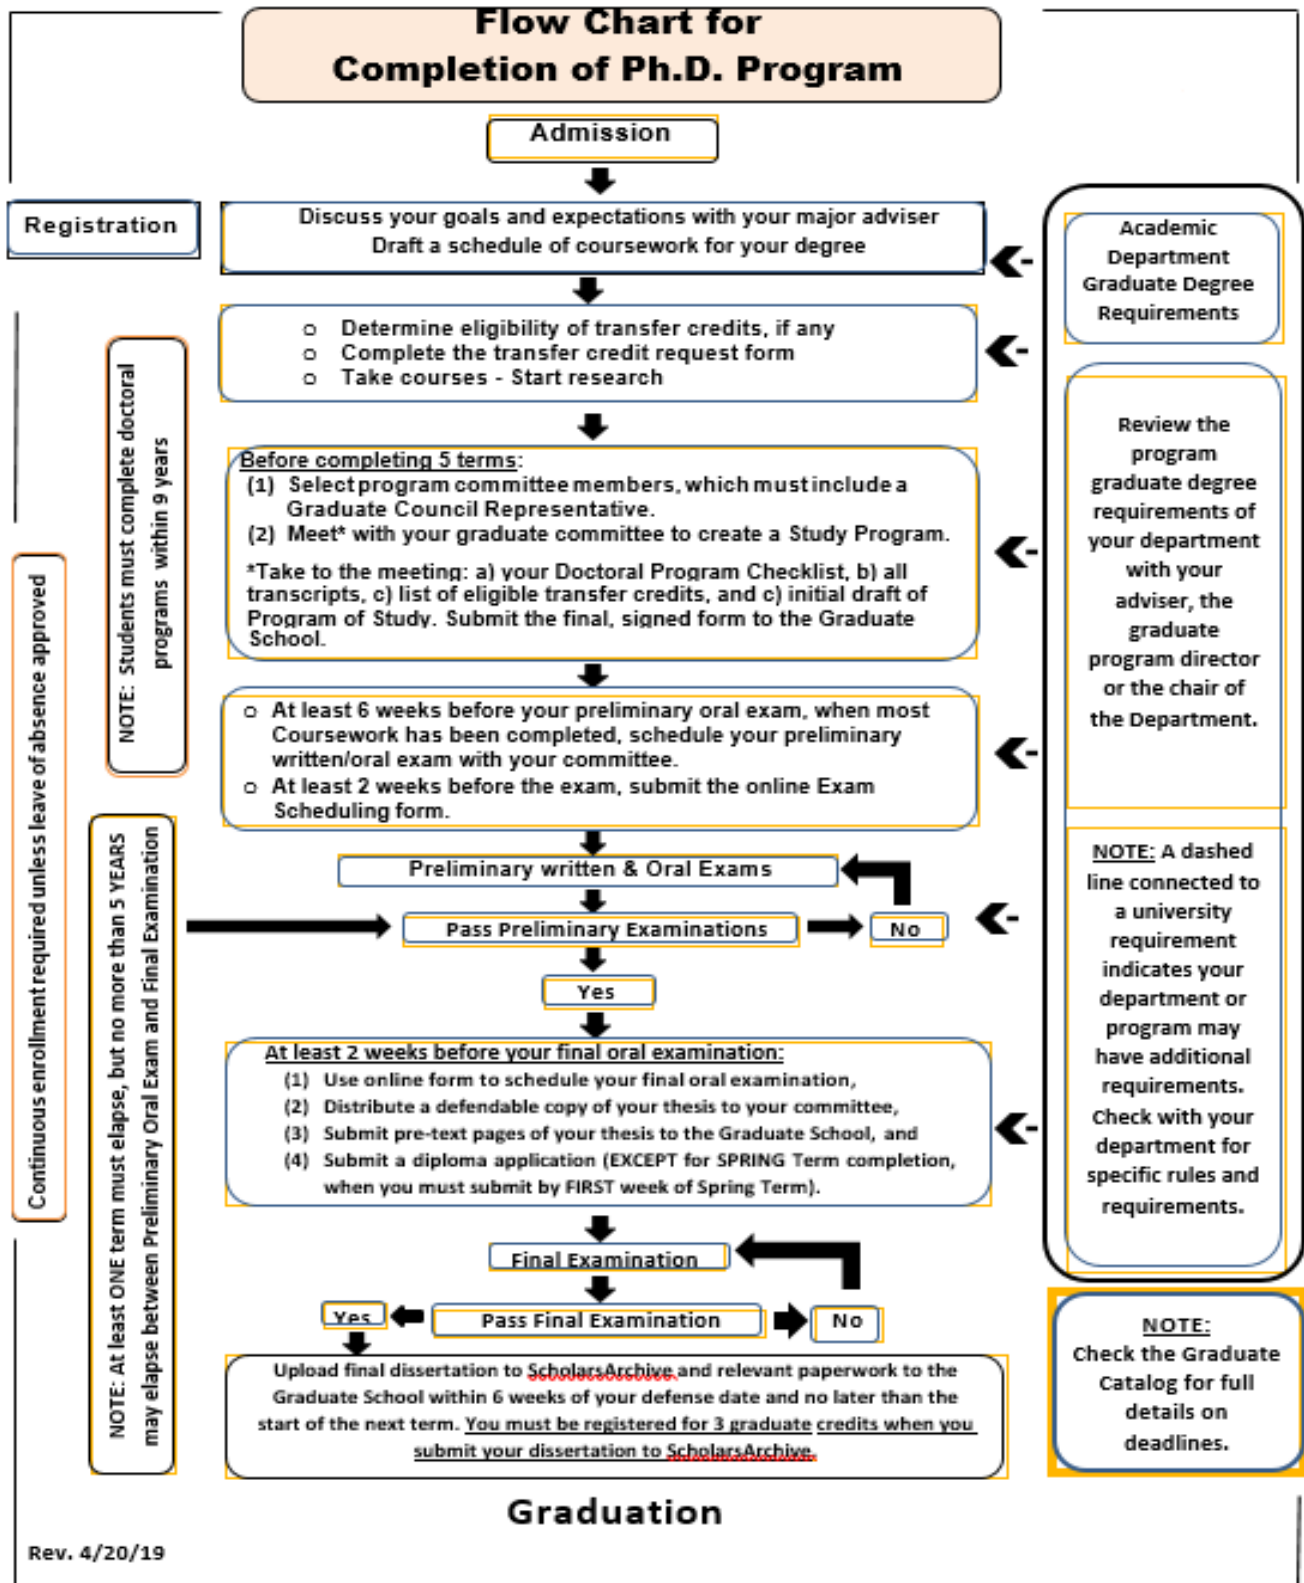 Flow Chart for
Completion of Ph.D. Program
Admission
Registration
Discuss your goals and expectations with your major adviser
Draft a schedule of coursework for your degree
Academic
Department
Graduate Degree
Requirements
o Determine eligibility of transfer credits, if any
o Complete the transfer credit request form
o Take courses - Start research
NOTE: Students must complete doctoral
programs within 9 years
Before completing 5 terms:
(1) Select program committee members, which must include a
Graduate Council Representative.
(2) Meet* with your graduate committee to create a Study Program.
*Take to the meeting: a) your Doctoral Program Checklist, b) all
transcripts, c) list of eligible transfer credits, and c) initial draft of
Program of Study. Submit the final, signed form to the Graduate
School.
Review the
program
graduate degree
requirements of
your department
with your
adviser, the
graduate
program director
or the chair of
the Department.
Continuous enrollment required unless leave of absence approved
o At least 6 weeks before your preliminary oral exam, when most
Coursework has been completed, schedule your preliminary
written/oral exam with your committee.
o At least 2 weeks before the exam, submit the online Exam
Scheduling form.
NOTE: At least ONE term must elapse, but no more than 5 YEARS
may elapse between Preliminary Oral Exam and Final Examination
Preliminary written & Oral Exams
Pass Preliminary Examinations
No
Yes
NOTE: A dashed
line connected to
a university
requirement
indicates your
department or
program may
have additional
requirements.
Check with your
department for
specific rules and
requirements.
At least 2 weeks before your final oral examination:
(1) Use online form to schedule your final oral examination,
(2) Distribute a defendable copy of your thesis to your committee,
(3) Submit pre-text pages of your thesis to the Graduate School, and
(4) Submit a diploma application (EXCEPT for SPRING Term completion,
when you must submit by FIRST week of Spring Term).
Final Examination
Yes
Pass Final Examination
No
Upload final dissertation to ScholarsArchive and relevant paperwork to the
Graduate School within 6 weeks of your defense date and no later than the
start of the next term. You must be registered for 3 graduate credits when you
submit your dissertation to ScholarsArchive.
NOTE:
Check the Graduate
Catalog for full
details on
deadlines.
Graduation
Rev. 4/20/19